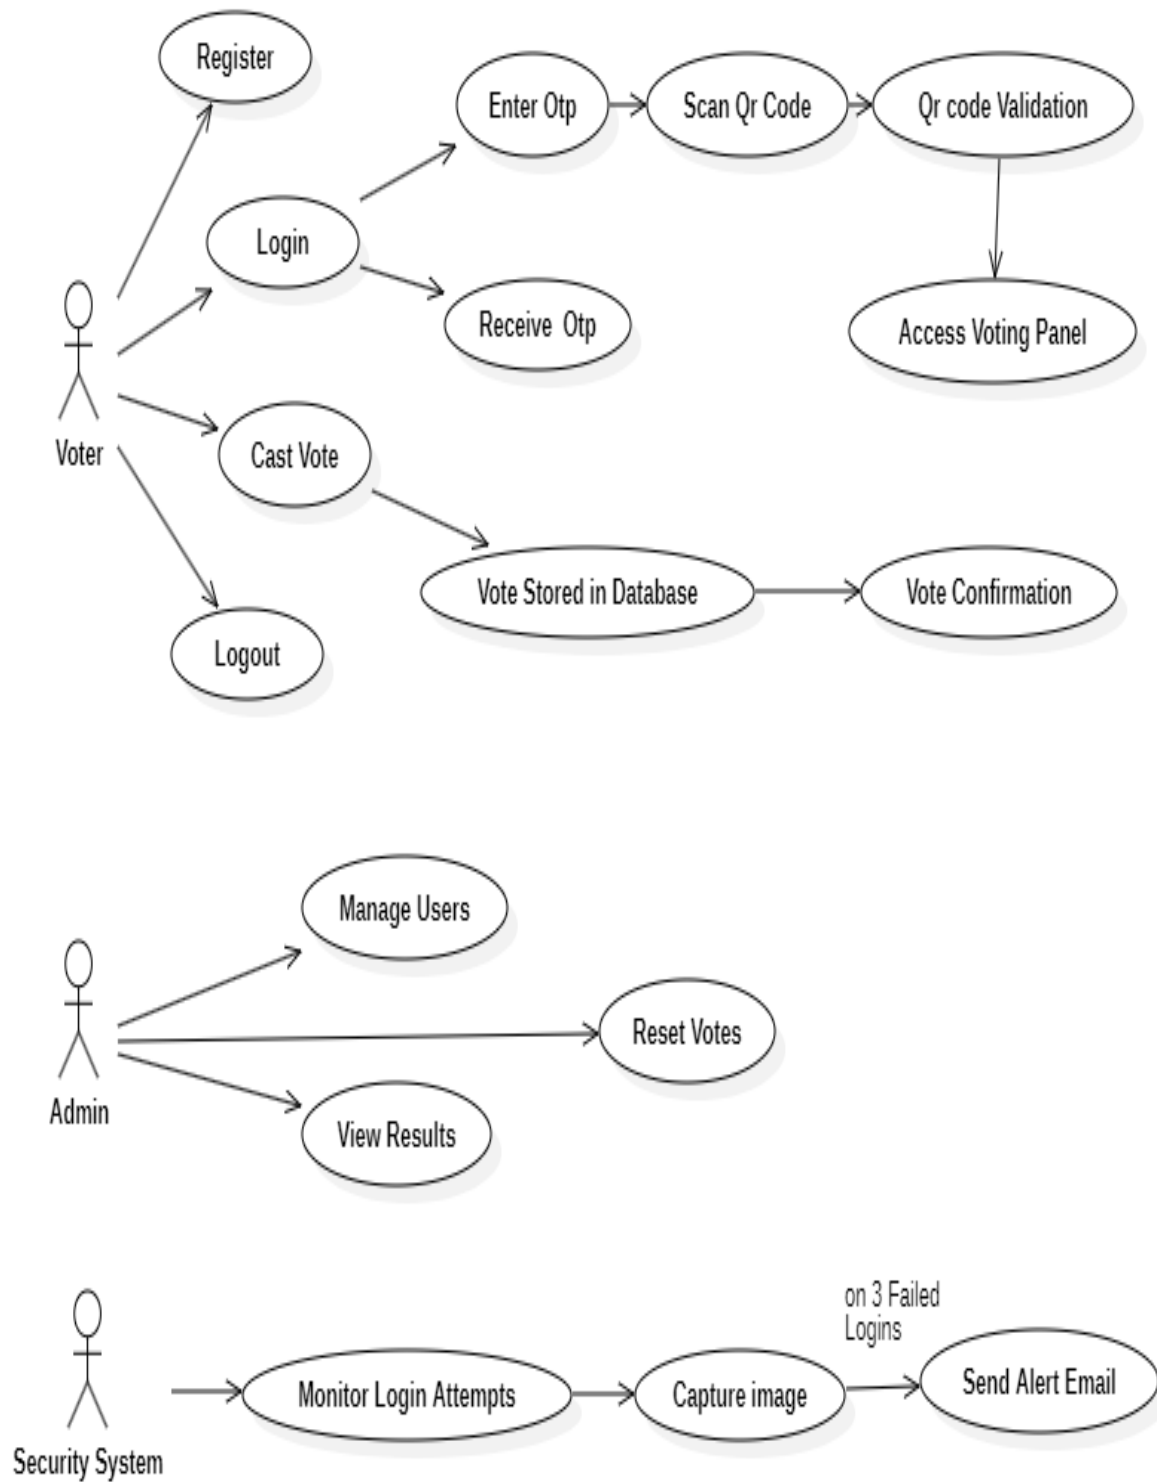 Register
Enter Otp
Scan Qr Code
Qr code Validation
Login
Receive Otp
Access Voting Panel
Voter
Cast Vote
Vote Stored in Database
Vote Confirmation
Logout
Manage Users
Reset Votes
Admin
View Results
on 3 Failed
Logins
Monitor Login Attempts
Capture image
Send Alert Email
Security System